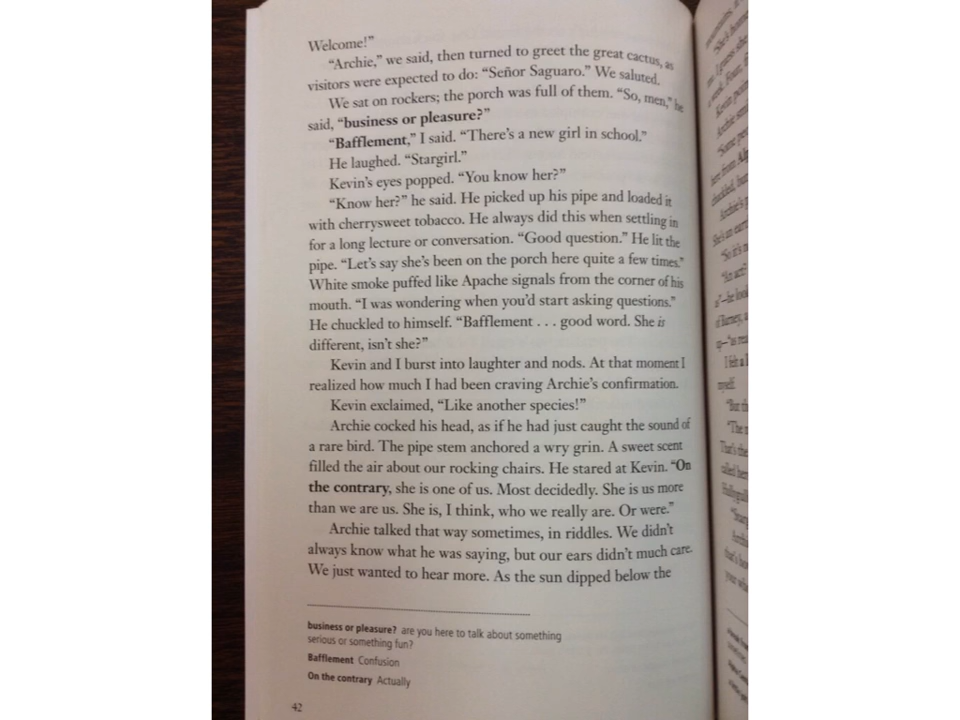 Welcome!”
“Archie,” we said, then turned to greet the great cactus, as
visitors were expected to do: “Señor Saguaro.” We saluted.
We sat on rockers; the porch was full of them. “So, men,” he
said, “business or pleasure?”
“Bafflement,” I said. “There’s a new girl in school.”
He laughed. “Stargirl.”
Kevin’s eyes popped. “You know her?”
“Know her?” he said. He picked up his pipe and loaded it
with cherrysweet tobacco. He always did this when settling in
for a long lecture or conversation. “Good question.” He lit the
pipe. “Let’s say she’s been on the porch here quite a few times.”
White smoke puffed like Apache signals from the corner of his
mouth. “I was wondering when you’d start asking questions.”
He chuckled to himself. “Bafflement . . . good word. She is
different, isn’t she?”
Kevin and I burst into laughter and nods. At that moment I
realized how much I had been craving Archie’s confirmation.
Kevin exclaimed, “Like another species!”
Archie cocked his head, as if he had just caught the sound of
a rare bird. The pipe stem anchored a wry grin. A sweet scent
filled the air about our rocking chairs. He stared at Kevin. “On
the contrary, she is one of us. Most decidedly. She is us more
than we are us. She is, I think, who we really are. Or were.”
Archie talked that way sometimes, in riddles. We didn’t
always know what he was saying, but our ears didn’t much care.
We just wanted to hear more. As the sun dipped below the
business or pleasure? are you here to talk about something
serious or something fun?
Bafflement Confusion
On the contrary Actually
42